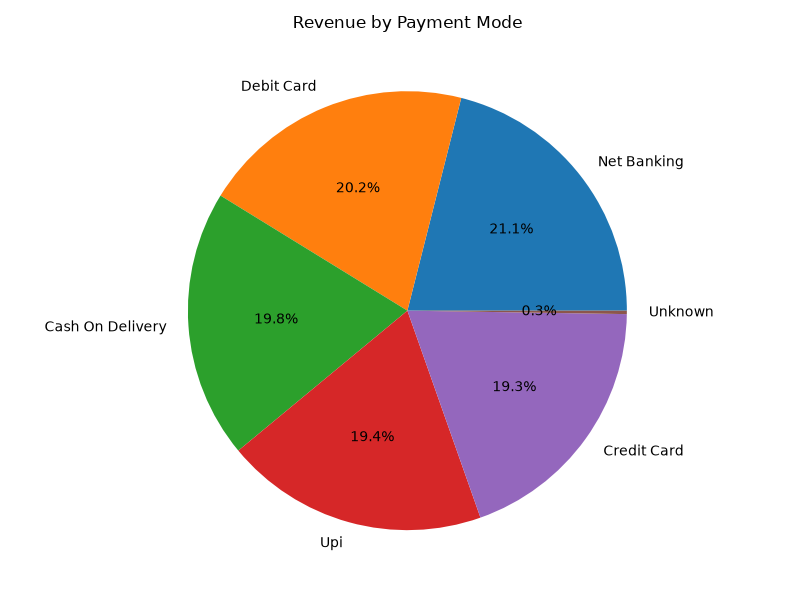 Revenue by Payment Mode
Debit Card
Net Banking
20.2%
21.1%
Cash On Delivery
19.8%
0.3%
Unknown
19.3%
19.4%
Credit Card
Upi